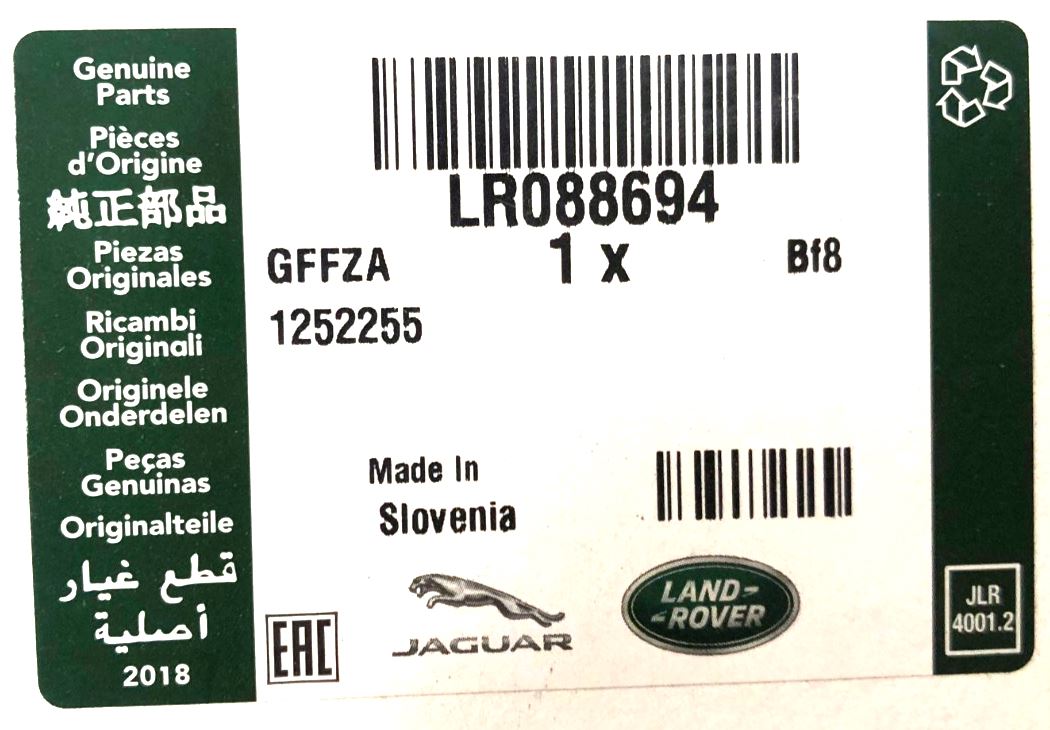 Genuine
Parts
Pièces
d'Origine
純正部品
Piezas
Originales
Ricambi
Originali
Originele
Onderdelen
Peças
Genuinas
Originalteile
قطع غيار
أصلية
2018
LR088694
GFFZA
1 x
Bf8
1252255
Made In
Slovenia
EAC
JAGUAR
LAND-
-ROVER
JLR
4001.2